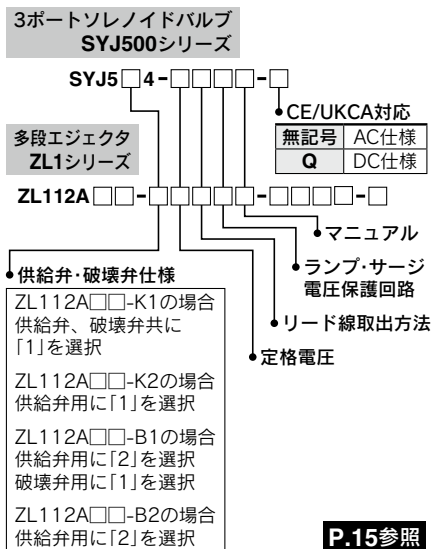 3ポートソレノイドバルブ
SYJ500シリーズ
SYJ5□4-□□□□-□
CE/UKCA対応
無記号 AC仕様
Q DC仕様
多段エジェクタ
ZL1シリーズ
ZL112A□□-□□□□□-□□□□-□
マニュアル
ランプ・サージ
電圧保護回路
リード線取出方法
定格電圧
供給弁・破壊弁仕様
ZL112A□□-K1の場合
供給弁、破壊弁共に
「1」を選択
ZL112A□□-K2の場合
供給弁用に「1」を選択
ZL112A□□-B1の場合
供給弁用に「2」を選択
破壊弁用に「1」を選択
ZL112A□□-B2の場合
供給弁用に「2」を選択
P.15参照